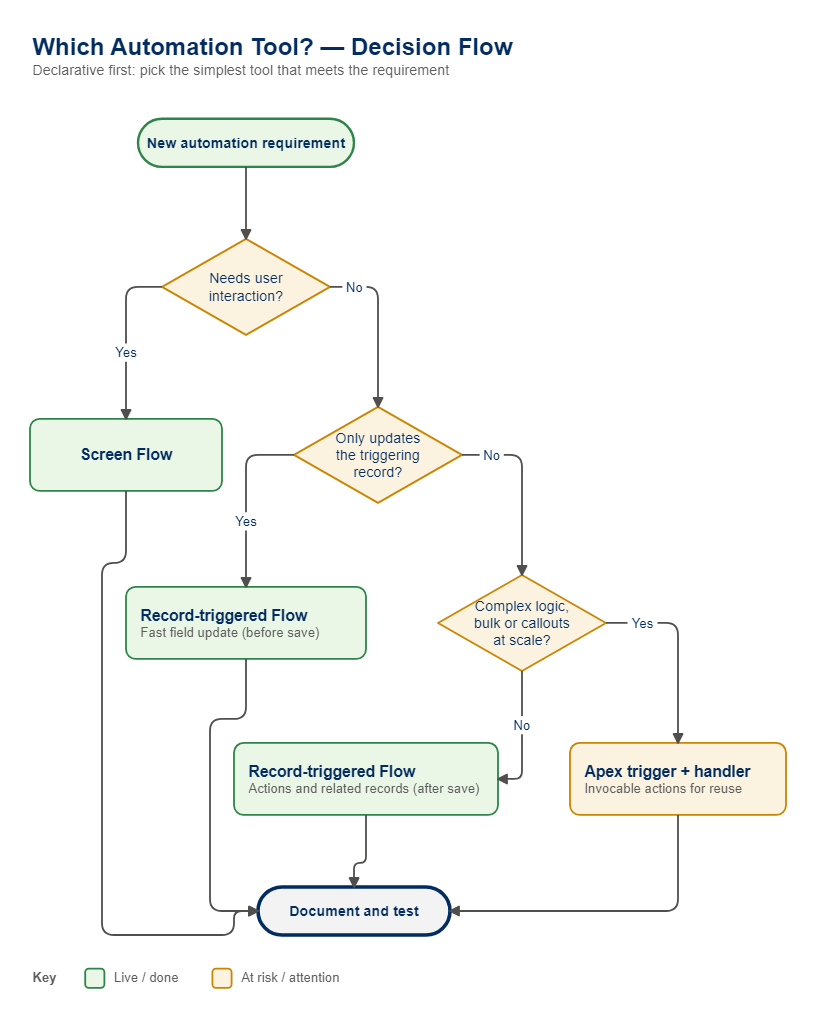 Which Automation Tool? — Decision Flow
Declarative first: pick the simplest tool that meets the requirement
New automation requirement
Needs user
interaction?
No
Yes
Screen Flow
Only updates
the triggering
record?
No
Yes
Record-triggered Flow
Fast field update (before save)
Complex logic,
bulk or callouts
at scale?
Yes
No
Record-triggered Flow
Actions and related records (after save)
Apex trigger + handler
Invocable actions for reuse
Document and test
Key
Live / done
At risk / attention